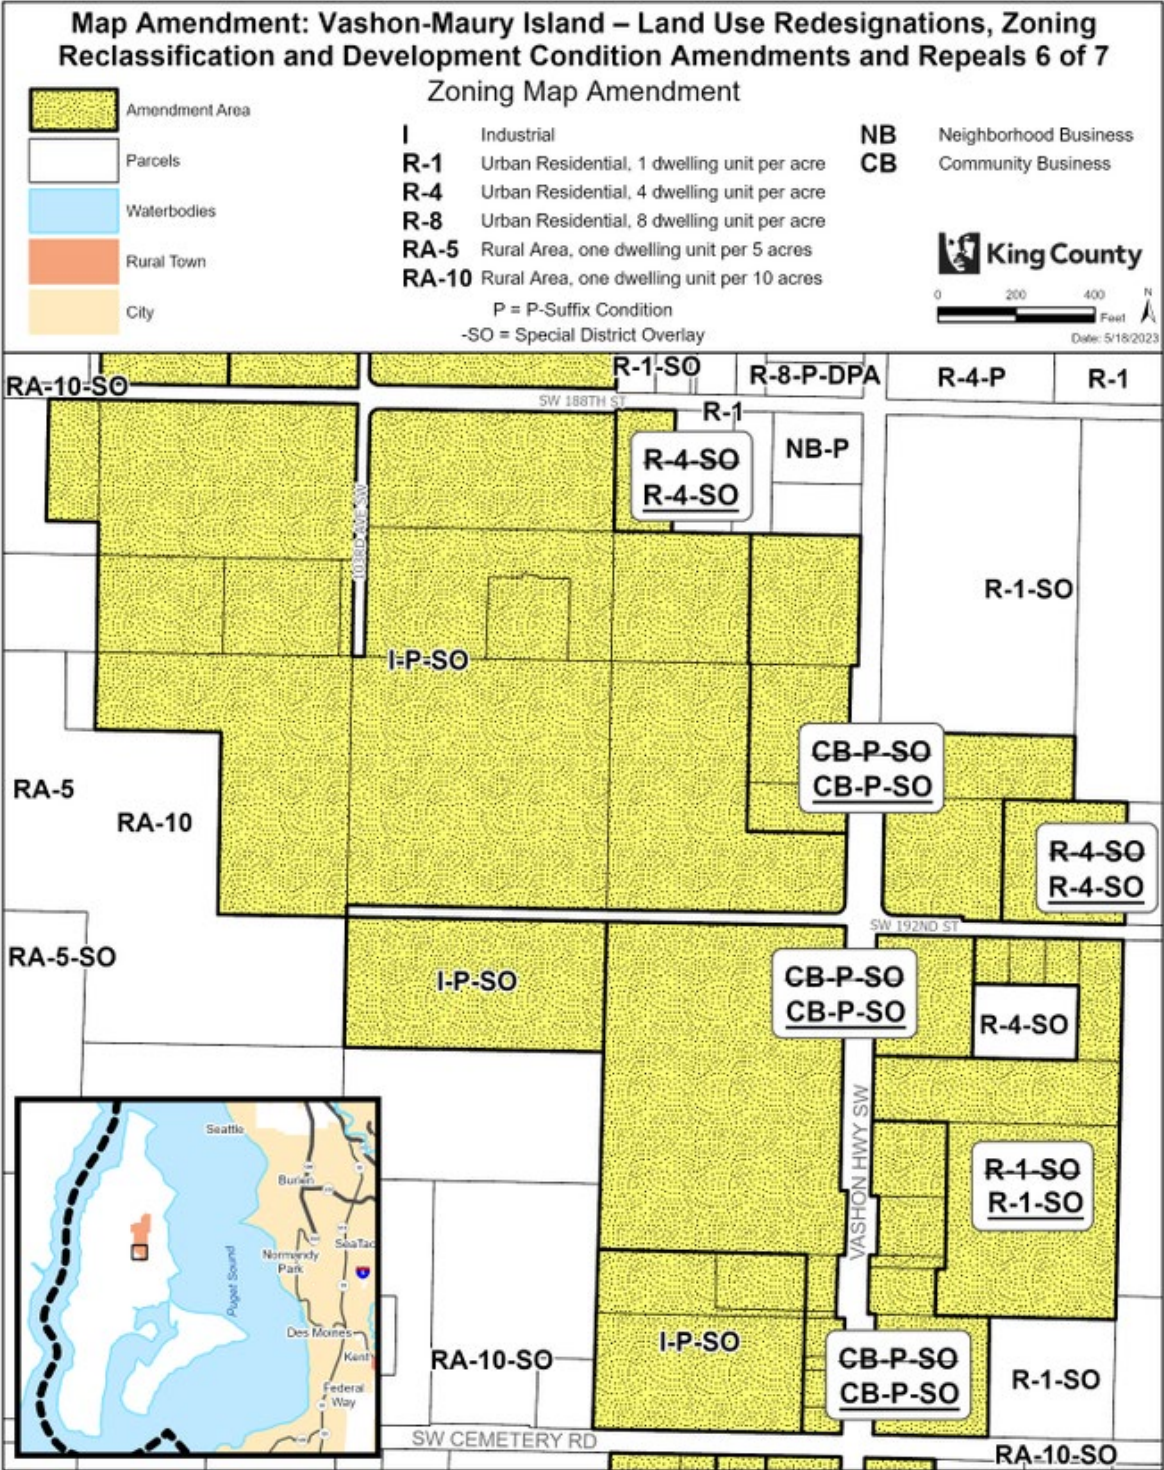 Map Amendment: Vashon-Maury Island – Land Use Redesignations, Zoning
Reclassification and Development Condition Amendments and Repeals 6 of 7
Zoning Map Amendment
Amendment Area
Parcels
Waterbodies
Rural Town
City
I Industrial
R-1 Urban Residential, 1 dwelling unit per acre
R-4 Urban Residential, 4 dwelling unit per acre
R-8 Urban Residential, 8 dwelling unit per acre
RA-5 Rural Area, one dwelling unit per 5 acres
RA-10 Rural Area, one dwelling unit per 10 acres
P = P-Suffix Condition
-SO = Special District Overlay
NB Neighborhood Business
CB Community Business
King County
0 200 400
Feet
N
Date: 5/18/2023
RA-10-SO
R-1-SO
R-8-P-DPA
R-4-P
R-1
SW 188TH ST
R-1
R-4-SO
R-4-SO
NB-P
103RD AVE SW
R-1-SO
I-P-SO
CB-P-SO
CB-P-SO
RA-5
RA-10
R-4-SO
R-4-SO
SW 192ND ST
RA-5-SO
I-P-SO
CB-P-SO
CB-P-SO
R-4-SO
VASHON HWY SW
R-1-SO
R-1-SO
Seattle
Burien
SeaTac
Normandy
Park
Puget Sound
Des Moines
Kent
Federal
Way
RA-10-SO
I-P-SO
CB-P-SO
CB-P-SO
R-1-SO
SW CEMETERY RD
RA-10-SO